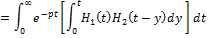 = ∫₀^∞ e^{-pt} [ ∫₀^t H₁(t) H₂(t − y) dy ] dt